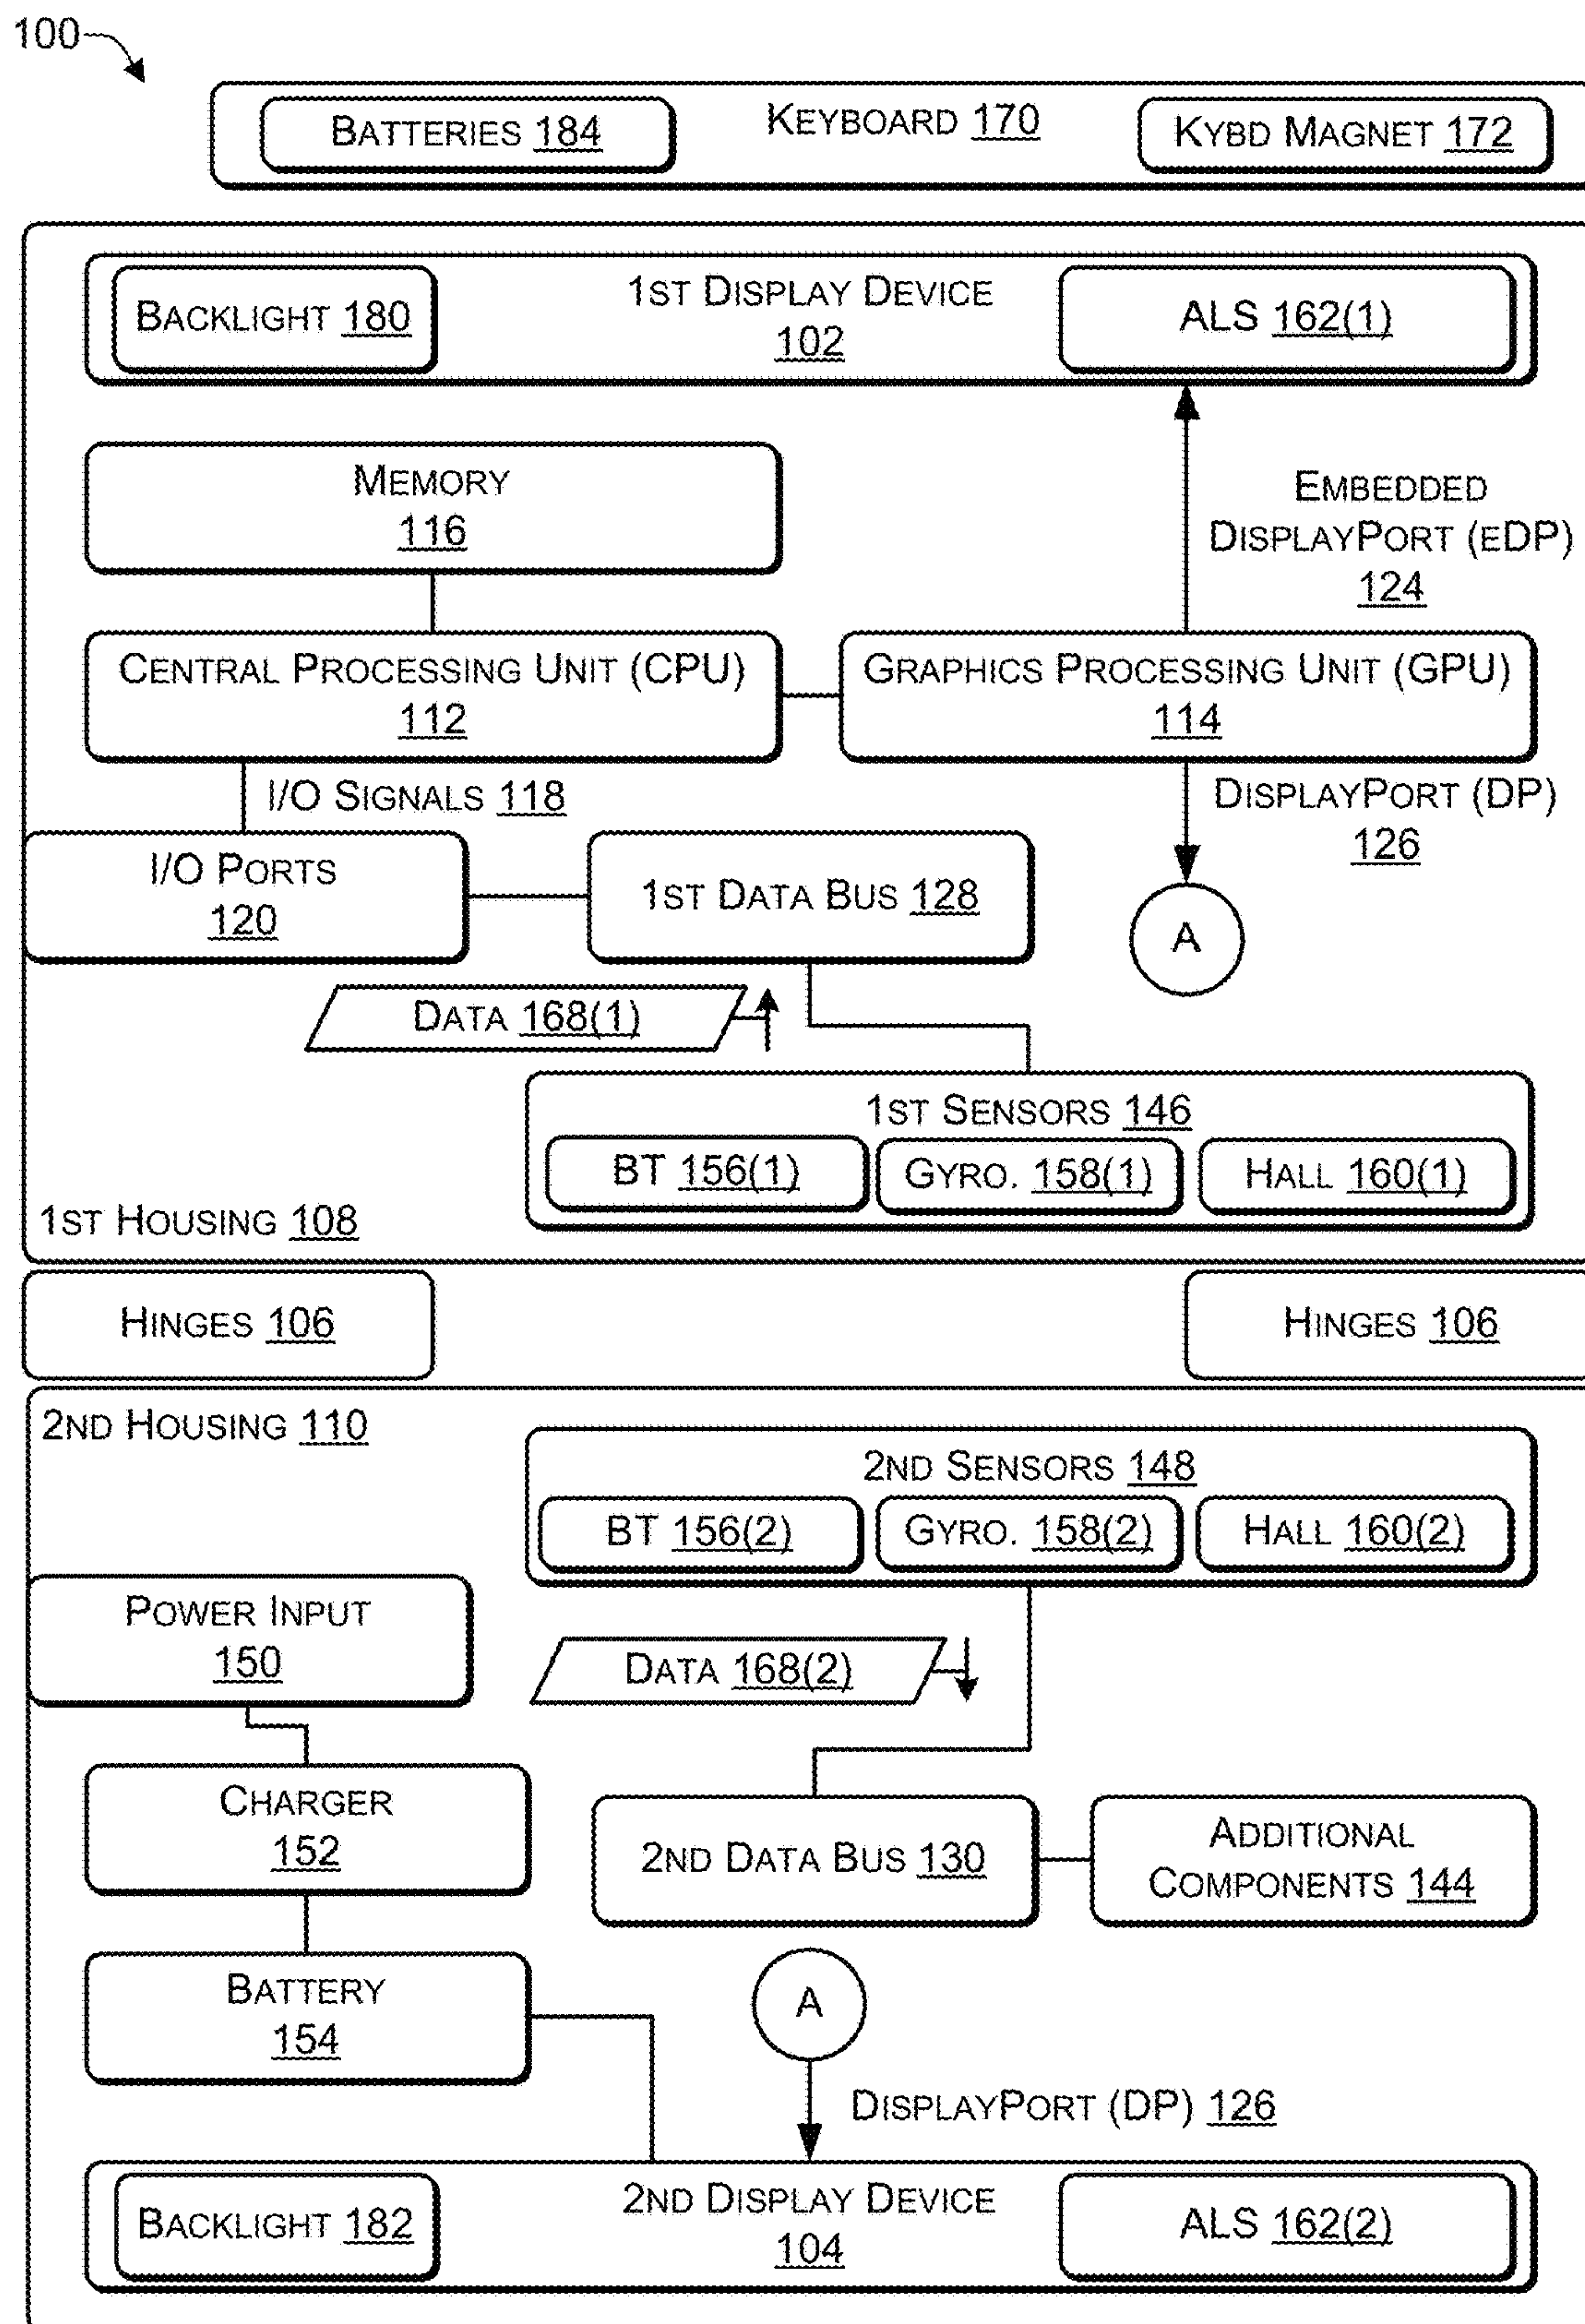 100
BATTERIES 184
KEYBOARD 170
KYBD MAGNET 172
BACKLIGHT 180
1ST DISPLAY DEVICE
102
ALS 162(1)
MEMORY
116
EMBEDDED
DISPLAYPORT (EDP)
124
CENTRAL PROCESSING UNIT (CPU)
112
GRAPHICS PROCESSING UNIT (GPU)
114
I/O SIGNALS 118
DISPLAYPORT (DP)
126
I/O PORTS
120
1ST DATA BUS 128
A
DATA 168(1)
1ST SENSORS 146
BT 156(1)
GYRO. 158(1)
HALL 160(1)
1ST HOUSING 108
HINGES 106
HINGES 106
2ND HOUSING 110
2ND SENSORS 148
BT 156(2)
GYRO. 158(2)
HALL 160(2)
POWER INPUT
150
DATA 168(2)
CHARGER
152
2ND DATA BUS 130
ADDITIONAL
COMPONENTS 144
BATTERY
154
A
DISPLAYPORT (DP) 126
BACKLIGHT 182
2ND DISPLAY DEVICE
104
ALS 162(2)